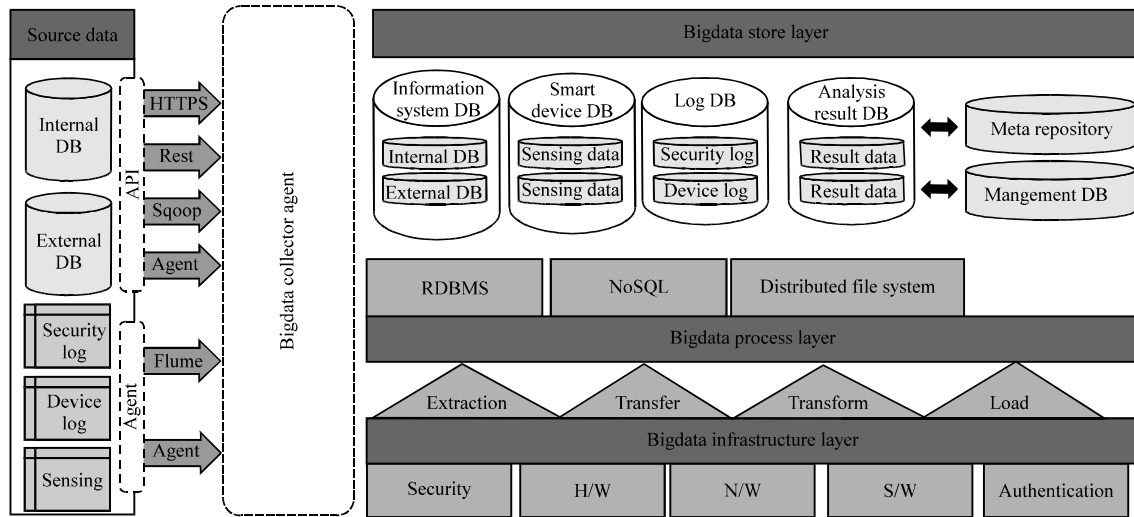 Source data
Internal
DB
External
DB
Security
log
Device
log
Sensing
API
Agent
HTTPS
Rest
Sqoop
Agent
Flume
Agent
Bigdata collector agent
Bigdata store layer
Information
system DB
Internal DB
External DB
Smart
device DB
Sensing data
Sensing data
Log DB
Security log
Device log
Analysis
result DB
Result data
Result data
Meta repository
Mangement DB
RDBMS
NoSQL
Distributed file system
Bigdata process layer
Extraction
Transfer
Transform
Load
Bigdata infrastructure layer
Security
H/W
N/W
S/W
Authentication